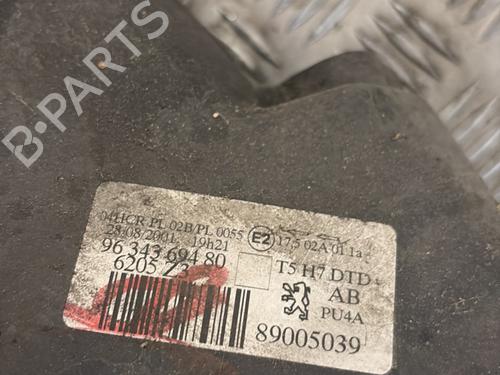 B-PARTS
04HCR PL 02B/PL 0055 E2 17,5 02A 01 1a
28/08/2001 19h21
96 343 694 80
6205 Z3
T5 H7 DTD
AB
PU4A
89005039